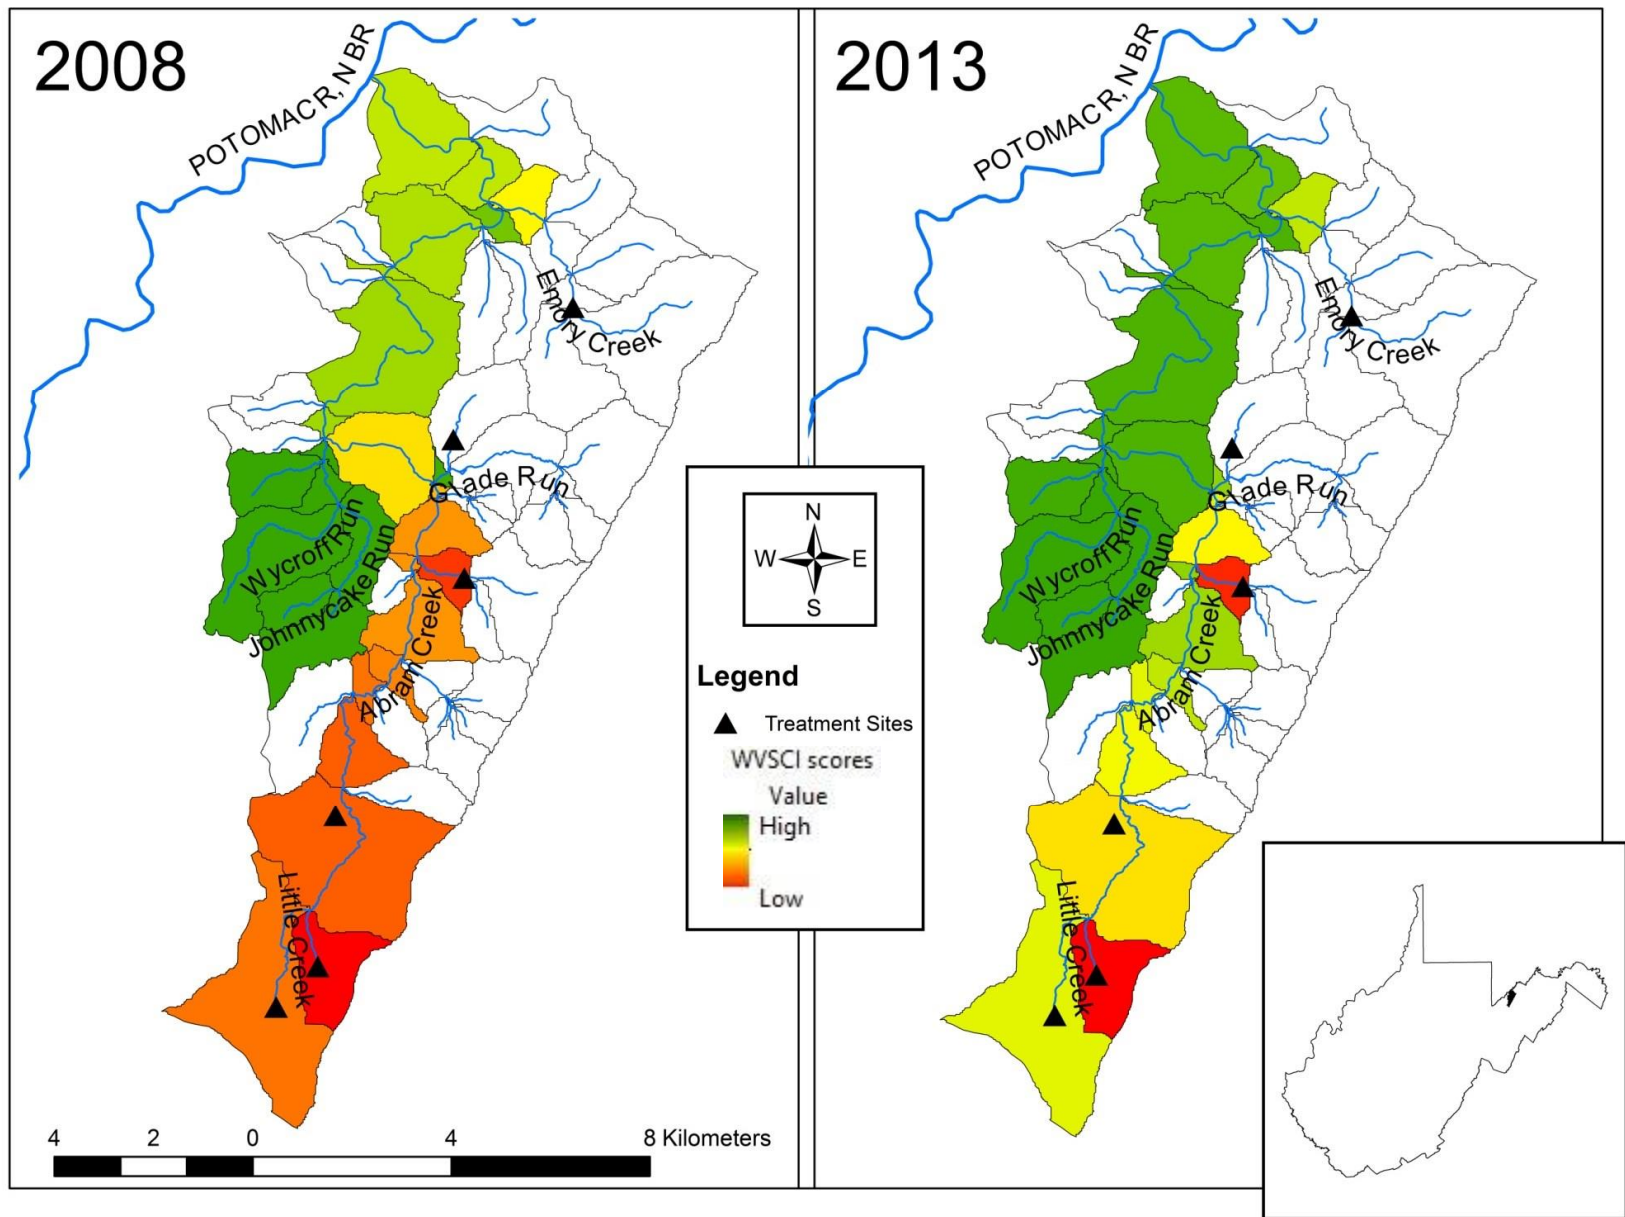 2008
POTOMAC R, N BR
Emory Creek
Glade Run
Wycroff Run
Johnnycake Run
Abram Creek
Little Creek
4 2 0 4 8 Kilometers
N
W E
S
Legend
Treatment Sites
WVSCI scores
Value
High
Low
2013
POTOMAC R, N BR
Emory Creek
Glade Run
Wycroff Run
Johnnycake Run
Abram Creek
Little Creek